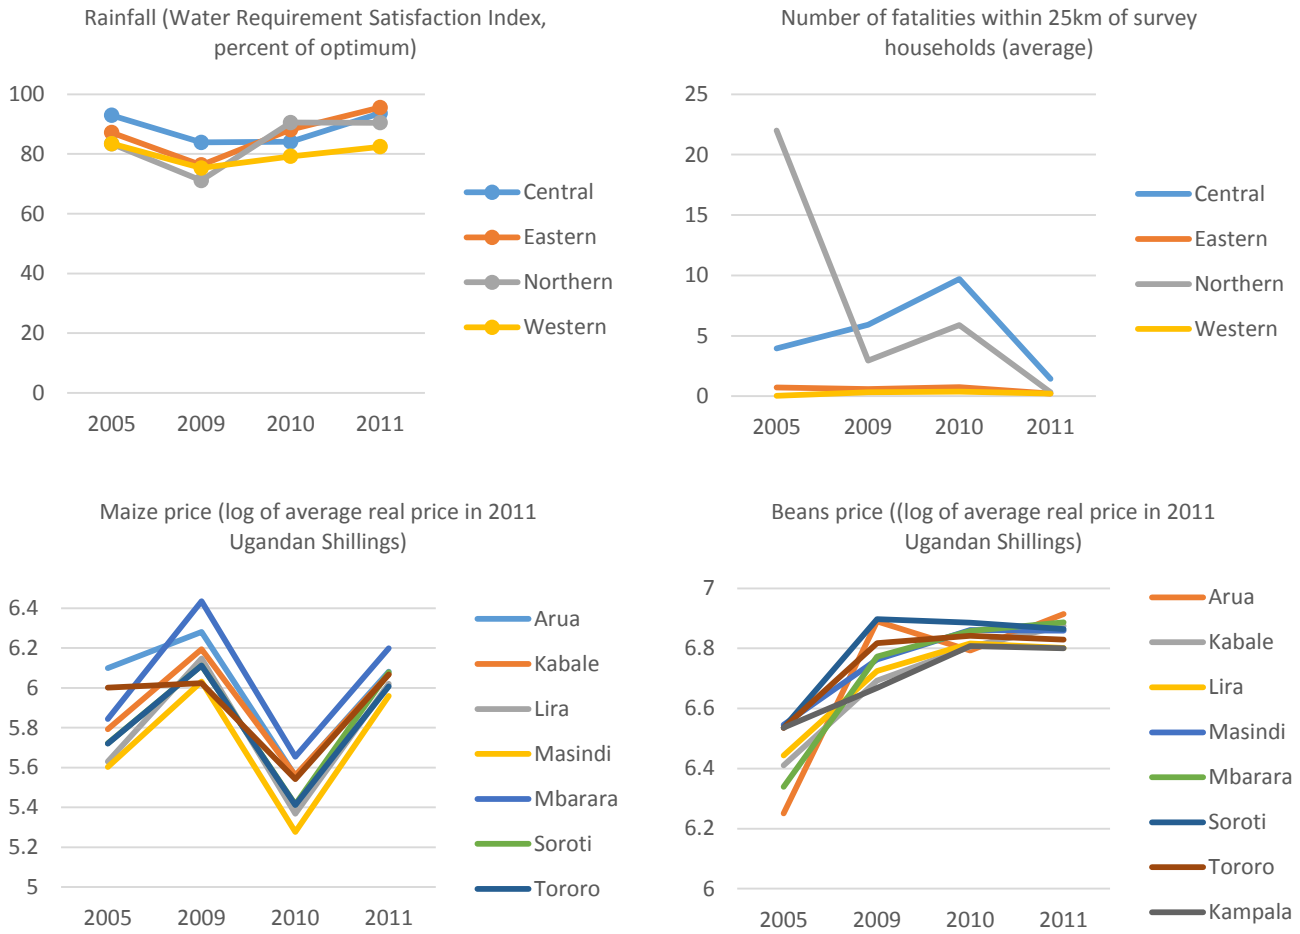 Rainfall (Water Requirement Satisfaction Index,
percent of optimum)
100
80
60
40
20
0
2005 2009 2010 2011
Central
Eastern
Northern
Western
Number of fatalities within 25km of survey
households (average)
25
20
15
10
5
0
2005 2009 2010 2011
Central
Eastern
Northern
Western
Maize price (log of average real price in 2011
Ugandan Shillings)
6.4
6.2
6
5.8
5.6
5.4
5.2
5
2005 2009 2010 2011
Arua
Kabale
Lira
Masindi
Mbarara
Soroti
Tororo
Beans price ((log of average real price in 2011
Ugandan Shillings)
7
6.8
6.6
6.4
6.2
6
2005 2009 2010 2011
Arua
Kabale
Lira
Masindi
Mbarara
Soroti
Tororo
Kampala